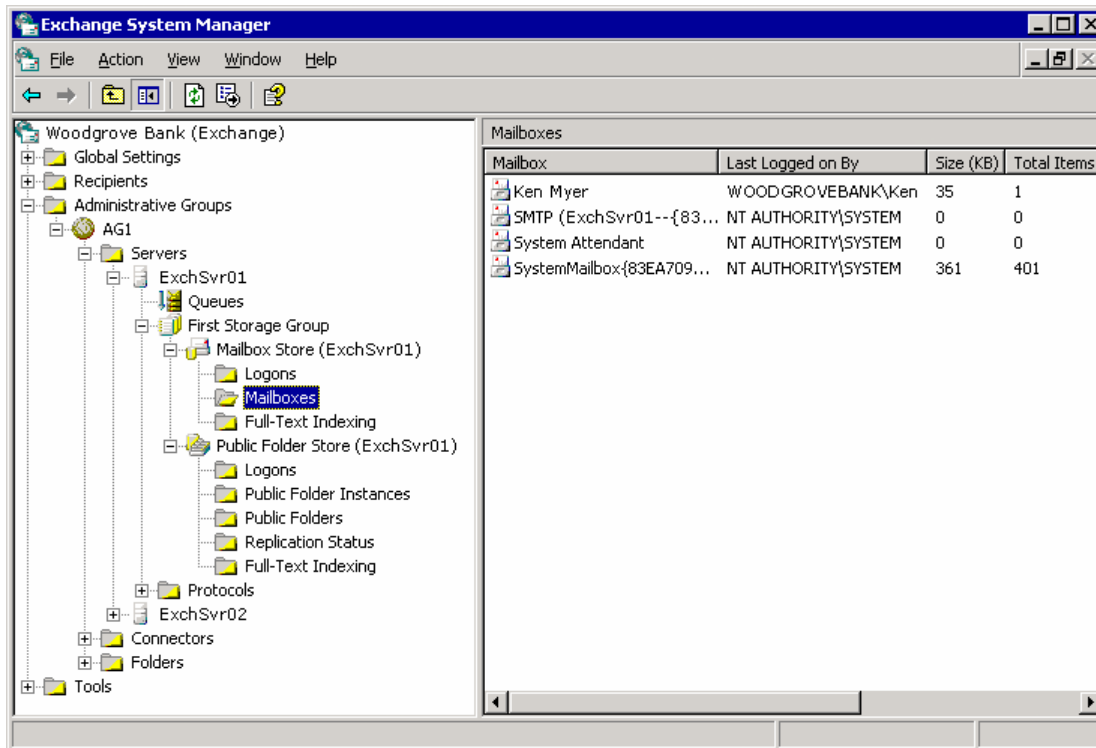 Exchange System Manager
File Action View Window Help
Woodgrove Bank (Exchange)
Global Settings
Recipients
Administrative Groups
AG1
Servers
ExchSvr01
Queues
First Storage Group
Mailbox Store (ExchSvr01)
Logons
Mailboxes
Full-Text Indexing
Public Folder Store (ExchSvr01)
Logons
Public Folder Instances
Public Folders
Replication Status
Full-Text Indexing
Protocols
ExchSvr02
Connectors
Folders
Tools
Mailboxes
Mailbox Last Logged on By Size (KB) Total Items
Ken Myer WOODGROVEBANK\Ken 35 1
SMTP (ExchSvr01--{83... NT AUTHORITY\SYSTEM 0 0
System Attendant NT AUTHORITY\SYSTEM 0 0
SystemMailbox{83EA709... NT AUTHORITY\SYSTEM 361 401